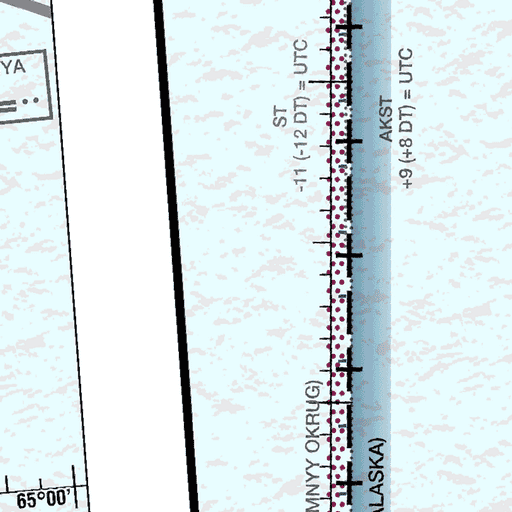 YA
ST
-11 (-12 DT) = UTC
AKST
+9 (+8 DT) = UTC
MNYY OKRUG)
ALASKA)
65°00'